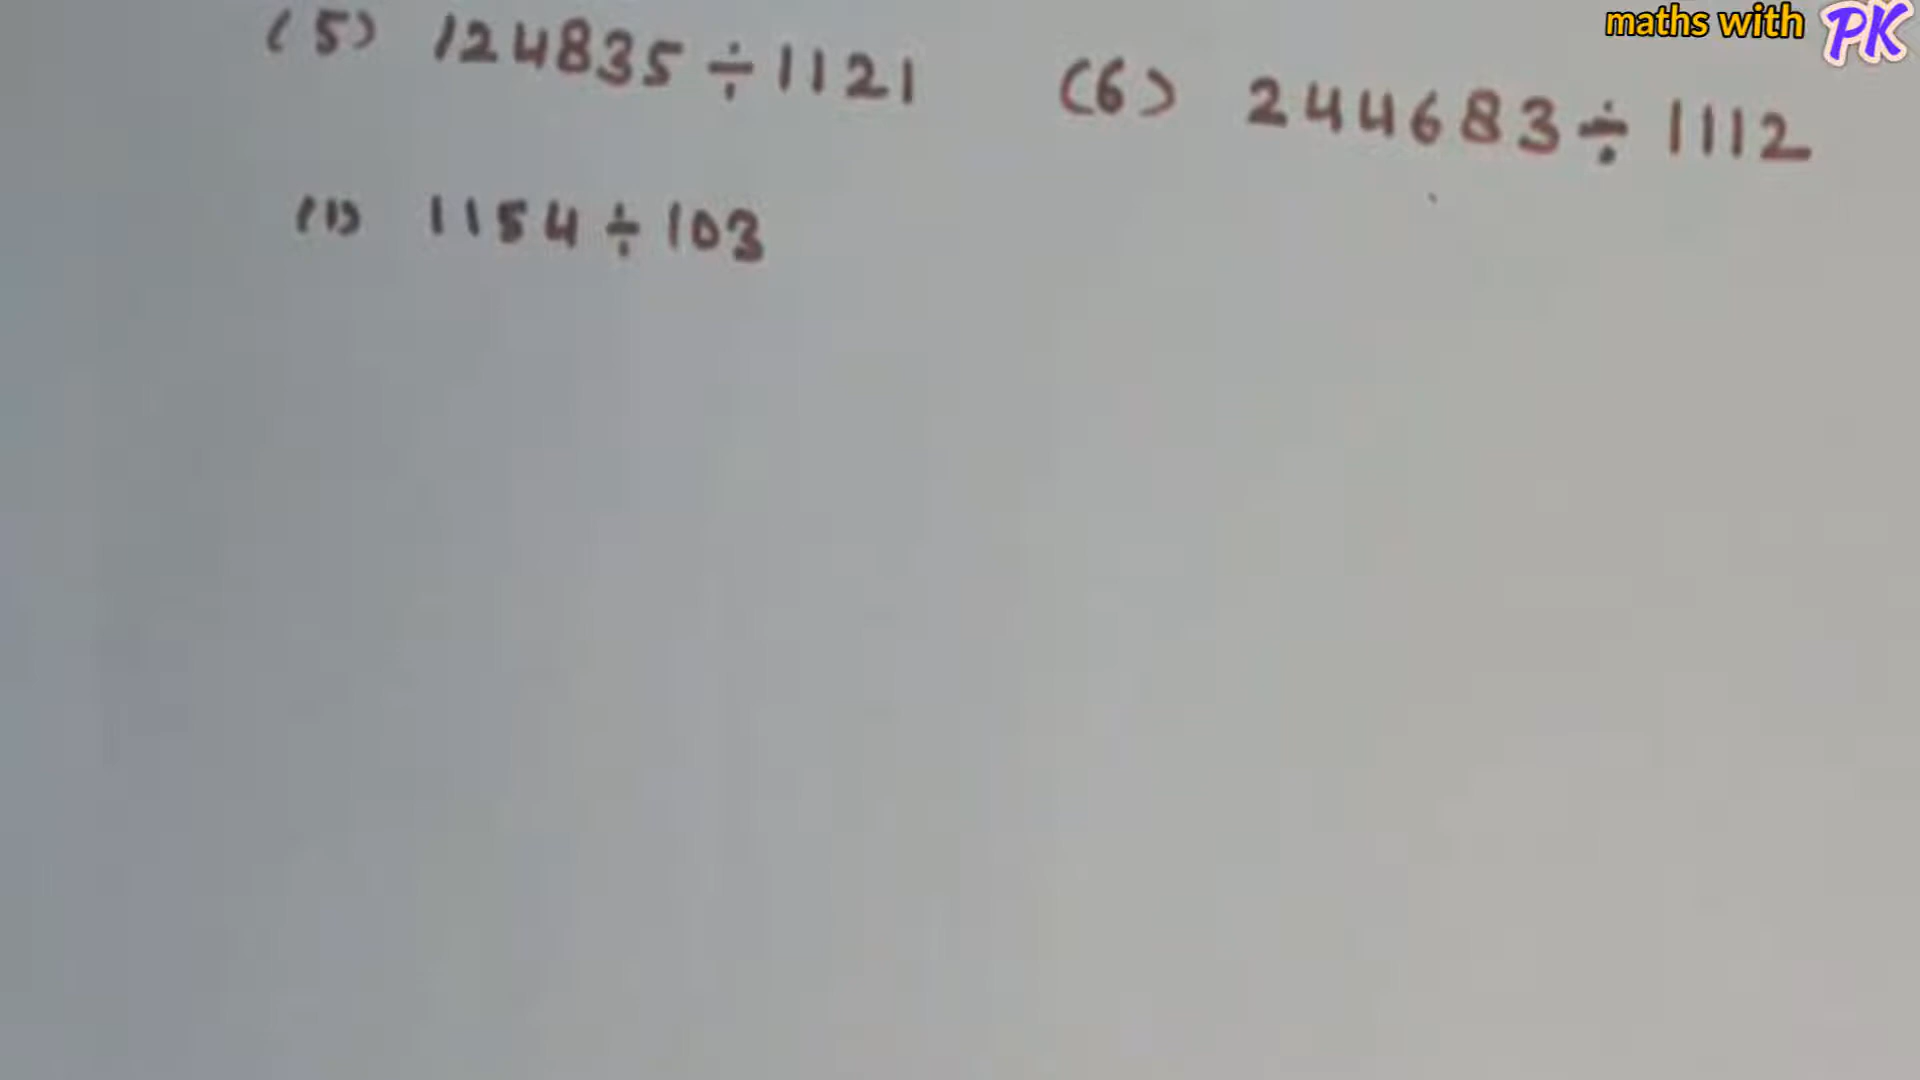 maths with PK
(5) 124835 ÷ 1121
(6) 244683 ÷ 1112
(1) 1154 ÷ 103